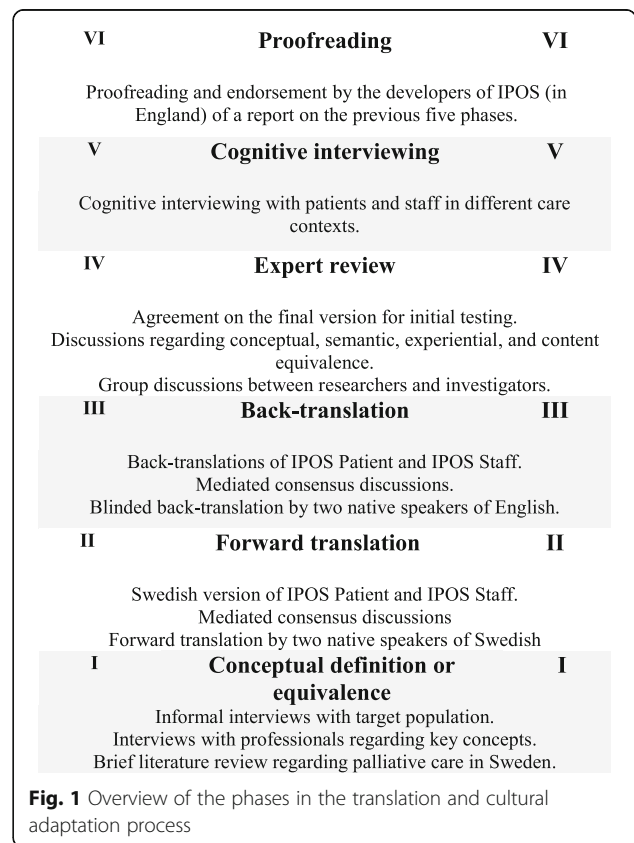 VI Proofreading VI
Proofreading and endorsement by the developers of IPOS (in
England) of a report on the previous five phases.
V Cognitive interviewing V
Cognitive interviewing with patients and staff in different care
contexts.
IV Expert review IV
Agreement on the final version for initial testing.
Discussions regarding conceptual, semantic, experiential, and content
equivalence.
Group discussions between researchers and investigators.
III Back-translation III
Back-translations of IPOS Patient and IPOS Staff.
Mediated consensus discussions.
Blinded back-translation by two native speakers of English.
II Forward translation II
Swedish version of IPOS Patient and IPOS Staff.
Mediated consensus discussions
Forward translation by two native speakers of Swedish
I Conceptual definition or I
equivalence
Informal interviews with target population.
Interviews with professionals regarding key concepts.
Brief literature review regarding palliative care in Sweden.
Fig. 1 Overview of the phases in the translation and cultural
adaptation process